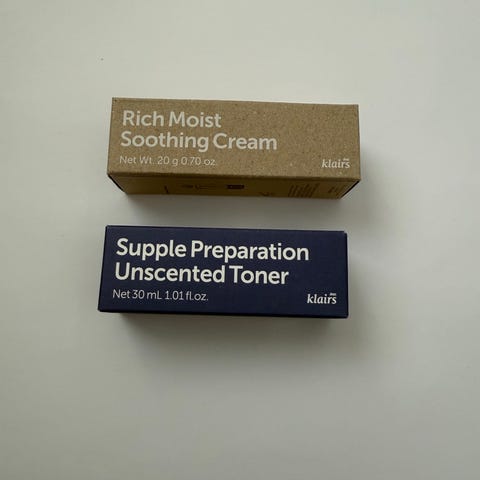 Rich Moist
Soothing Cream
Net Wt. 20 g 0.70 oz.
klairs
Supple Preparation
Unscented Toner
Net 30 mL 1.01 fl.oz.
klairs